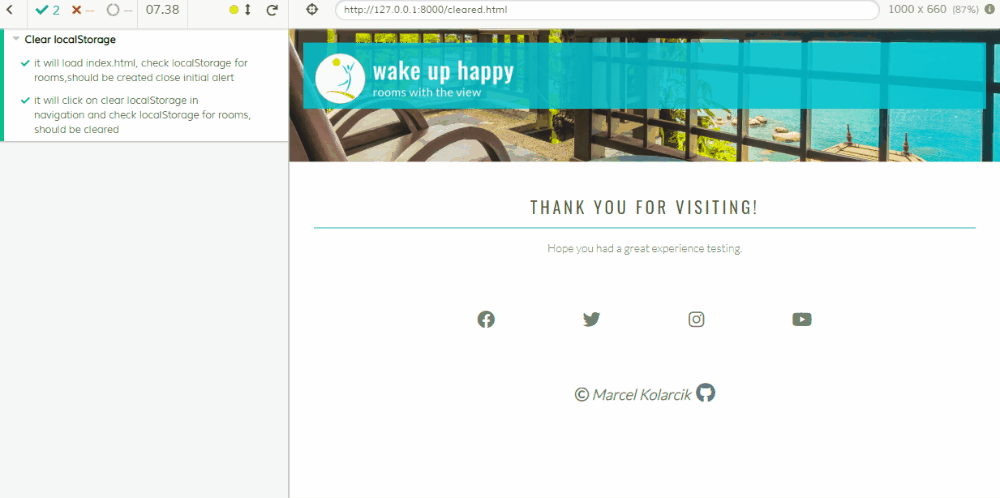 2 -- -- 07.38
http://127.0.0.1:8000/cleared.html
1000 x 660 (87%)
Clear localStorage
it will load index.html, check localStorage for
rooms,should be created close initial alert
it will click on clear localStorage in
navigation and check localStorage for rooms,
should be cleared
wake up happy
rooms with the view
THANK YOU FOR VISITING!
Hope you had a great experience testing.
© Marcel Kolarcik